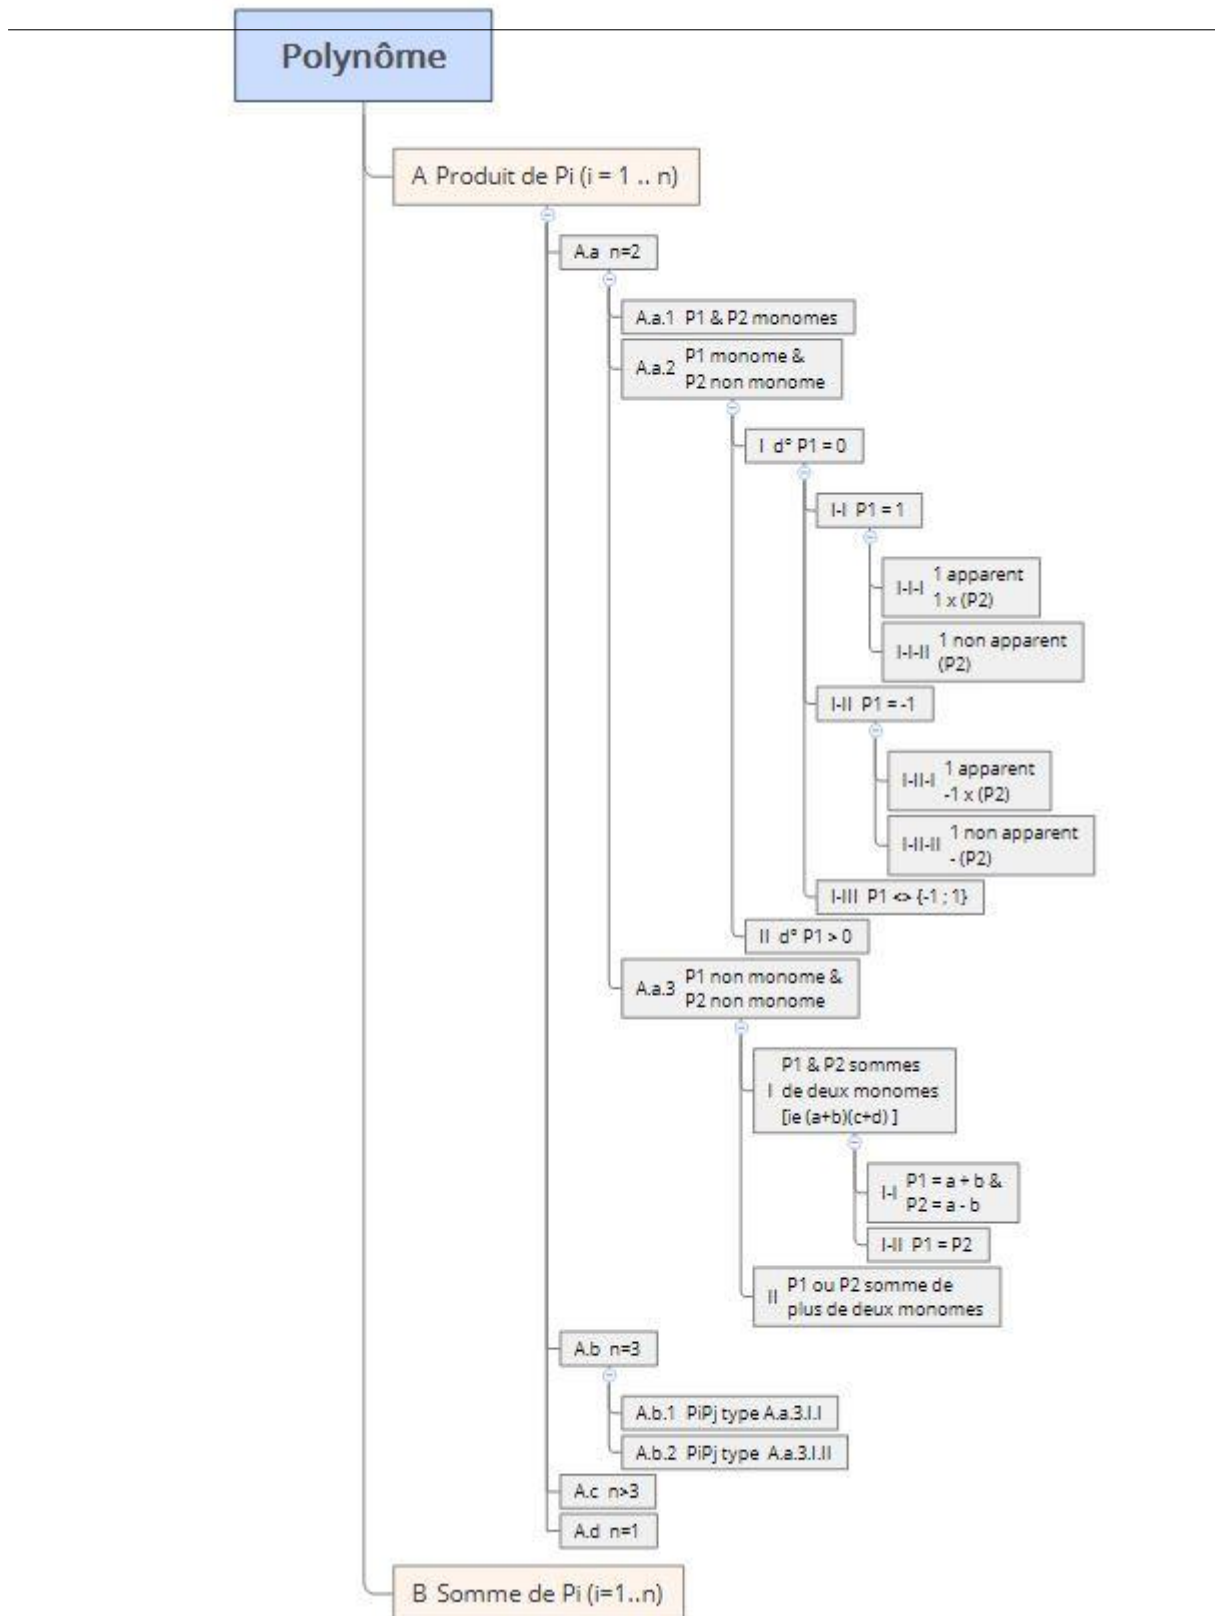 Polynôme
A Produit de Pi (i = 1 .. n)
A.a n=2
A.a.1 P1 & P2 monomes
A.a.2 P1 monome &
P2 non monome
I d° P1 = 0
I-I P1 = 1
I-I-I 1 apparent
1 x (P2)
I-I-II 1 non apparent
(P2)
I-II P1 = -1
I-II-I 1 apparent
-1 x (P2)
I-II-II 1 non apparent
- (P2)
I-III P1 <> {-1 ; 1}
II d° P1 > 0
A.a.3 P1 non monome &
P2 non monome
P1 & P2 sommes
I de deux monomes
[ie (a+b)(c+d) ]
I-I P1 = a + b &
P2 = a - b
I-II P1 = P2
II P1 ou P2 somme de
plus de deux monomes
A.b n=3
A.b.1 PiPj type A.a.3.I.I
A.b.2 PiPj type A.a.3.I.II
A.c n>3
A.d n=1
B Somme de Pi (i=1..n)